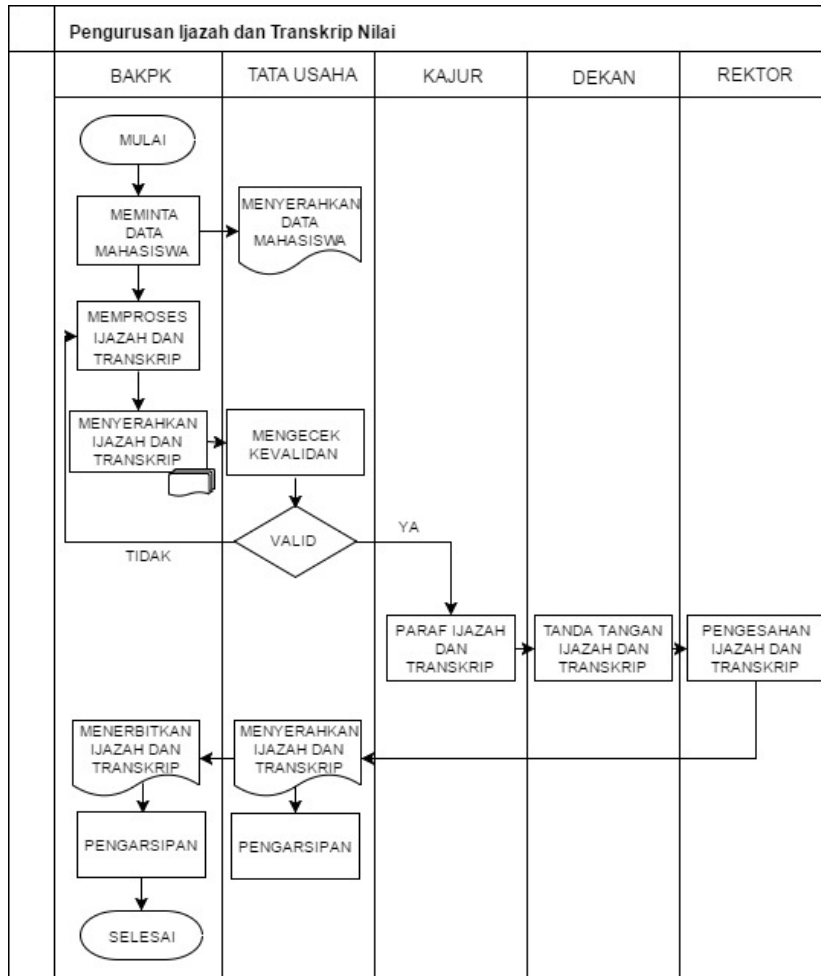 Pengurusan Ijazah dan Transkrip Nilai
BAKPK
TATA USAHA
KAJUR
DEKAN
REKTOR
MULAI
MEMINTA
DATA
MAHASISWA
MENYERAHKAN
DATA
MAHASISWA
MEMPROSES
IJAZAH DAN
TRANSKRIP
MENYERAHKAN
IJAZAH DAN
TRANSKRIP
MENGECEK
KEVALIDAN
VALID
YA
TIDAK
PARAF IJAZAH
DAN
TRANSKRIP
TANDA TANGAN
IJAZAH DAN
TRANSKRIP
PENGESAHAN
IJAZAH DAN
TRANSKRIP
MENERBITKAN
IJAZAH DAN
TRANSKRIP
MENYERAHKAN
IJAZAH DAN
TRANSKRIP
PENGARSIPAN
PENGARSIPAN
SELESAI